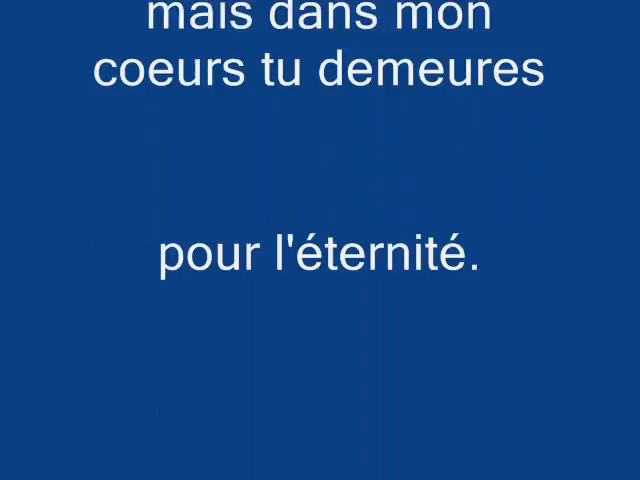 mais dans mon
coeurs tu demeures
pour l'éternité.